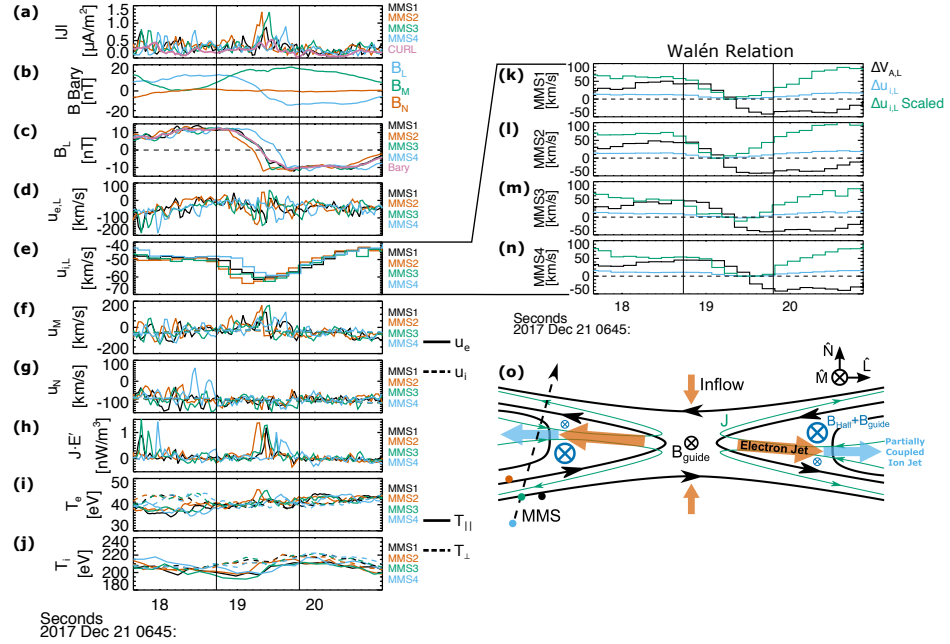 (a)
|J|
[μA/m²]
1.5
1.0
0.5
0.0
MMS1
MMS2
MMS3
MMS4
CURL
(b)
B Bary
[nT]
20
0
-20
B_L
B_M
B_N
(c)
B_L
[nT]
10
0
-10
MMS1
MMS2
MMS3
MMS4
Bary
(d)
u_e,L
[km/s]
100
0
-100
-200
MMS1
MMS2
MMS3
MMS4
(e)
u_i,L
[km/s]
-40
-50
-60
-70
MMS1
MMS2
MMS3
MMS4
(f)
u_M
[km/s]
200
100
0
-200
MMS1
MMS2
MMS3
MMS4
u_e
(g)
u_N
[km/s]
100
0
-100
MMS1
MMS2
MMS3
MMS4
u_i
(h)
J·E'
[nW/m³]
1
0
MMS1
MMS2
MMS3
MMS4
(i)
T_e
[eV]
50
40
30
MMS1
MMS2
MMS3
MMS4
T_||
(j)
T_i
[eV]
220
200
180
MMS1
MMS2
MMS3
MMS4
T_⊥
18
19
20
Seconds
2017 Dec 21 0645:
Walén Relation
(k)
MMS1
[km/s]
100
50
0
-50
ΔV_A,L
Δu_i,L
Δu_i,L Scaled
(l)
MMS2
[km/s]
100
50
0
-50
(m)
MMS3
[km/s]
100
50
0
-50
(n)
MMS4
[km/s]
100
50
0
-50
18
19
20
Seconds
2017 Dec 21 0645:
(o)
N̂
M̂
L̂
Inflow
J
B_Hall+B_guide
B_guide
Electron Jet
Partially
Coupled
Ion Jet
MMS